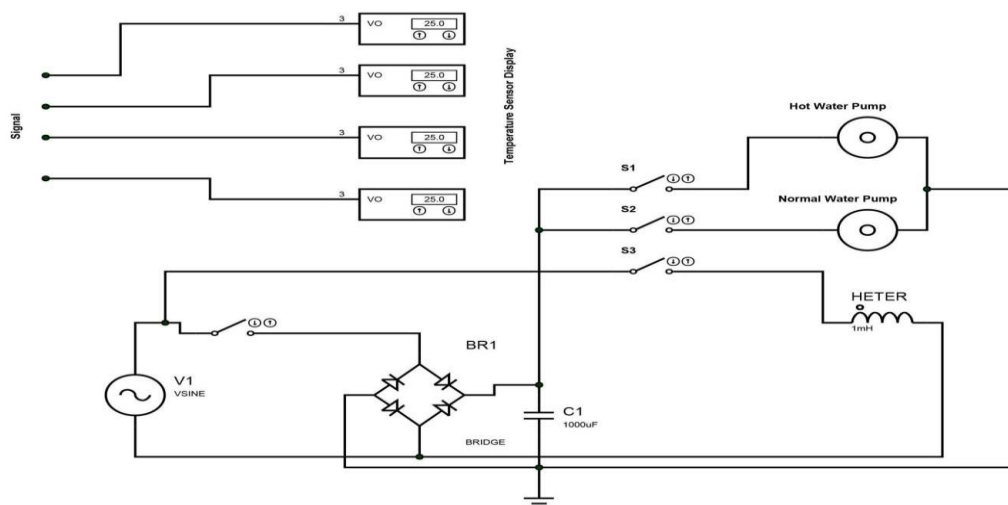 3
VO
25.0
3
VO
25.0
3
VO
25.0
3
VO
25.0
Signal
Temperature Sensor Display
Hot Water Pump
S1
Normal Water Pump
S2
S3
HETER
1mH
BR1
V1
VSINE
C1
1000uF
BRIDGE